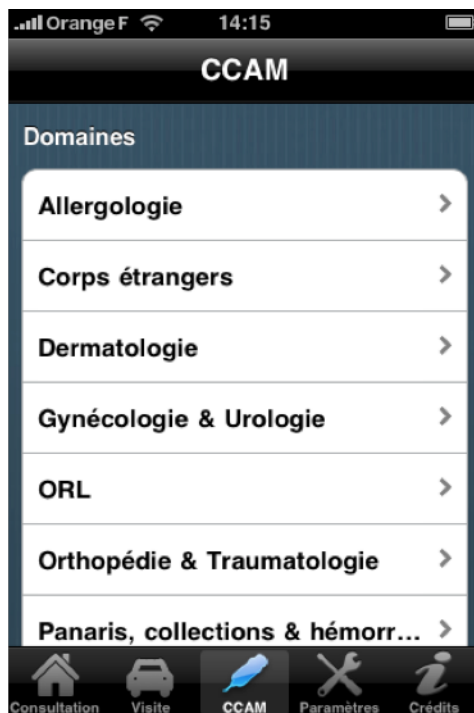 Orange F 14:15
CCAM
Domaines
Allergologie
Corps étrangers
Dermatologie
Gynécologie & Urologie
ORL
Orthopédie & Traumatologie
Panaris, collections & hémorr...
Consultation Visite CCAM Paramètres Crédits